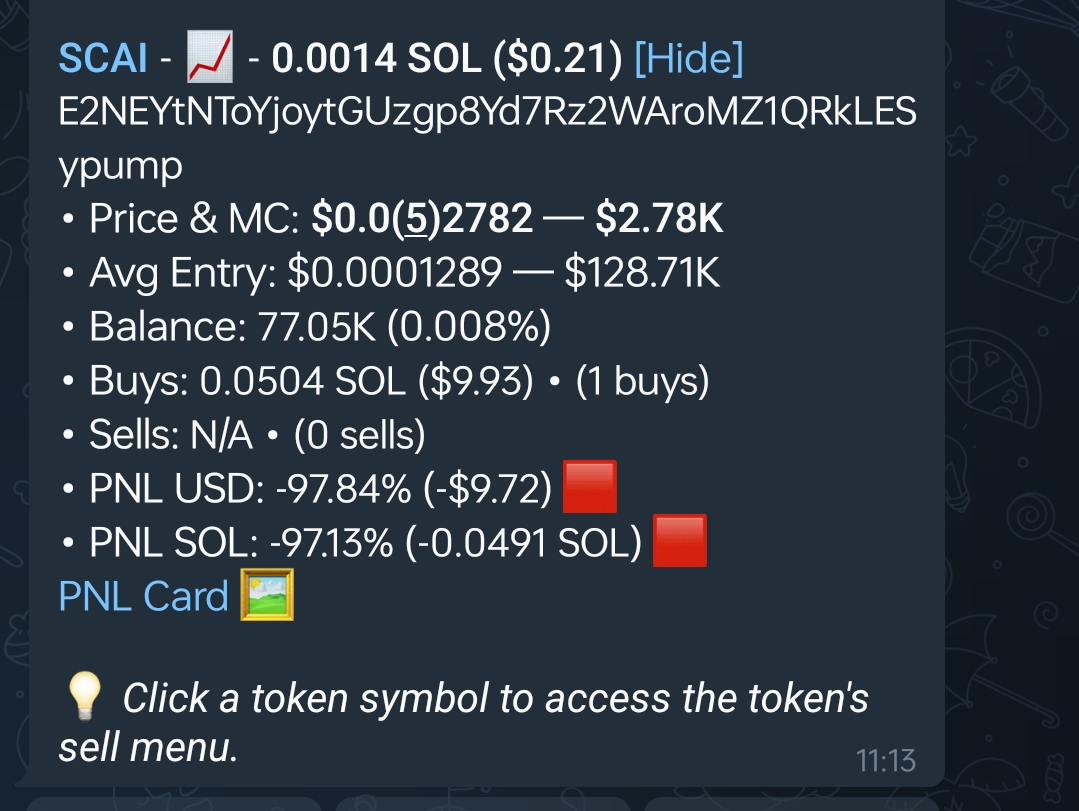 SCAI - 📈 - 0.0014 SOL ($0.21) [Hide]
E2NEYtNToYjoytGUzgp8Yd7Rz2WAroMZ1QRkLES
ypump
• Price & MC: $0.0(5)2782 — $2.78K
• Avg Entry: $0.0001289 — $128.71K
• Balance: 77.05K (0.008%)
• Buys: 0.0504 SOL ($9.93) • (1 buys)
• Sells: N/A • (0 sells)
• PNL USD: -97.84% (-$9.72) 🟥
• PNL SOL: -97.13% (-0.0491 SOL) 🟥
PNL Card 🖼️
💡 Click a token symbol to access the token's
sell menu.
11:13